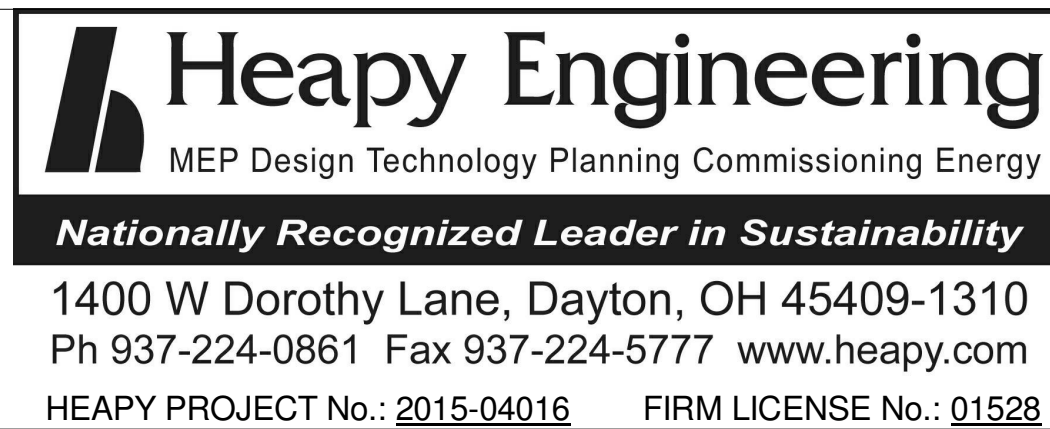 Heapy Engineering
MEP Design Technology Planning Commissioning Energy
Nationally Recognized Leader in Sustainability
1400 W Dorothy Lane, Dayton, OH 45409-1310
Ph 937-224-0861 Fax 937-224-5777 www.heapy.com
HEAPY PROJECT No.: 2015-04016 FIRM LICENSE No.: 01528